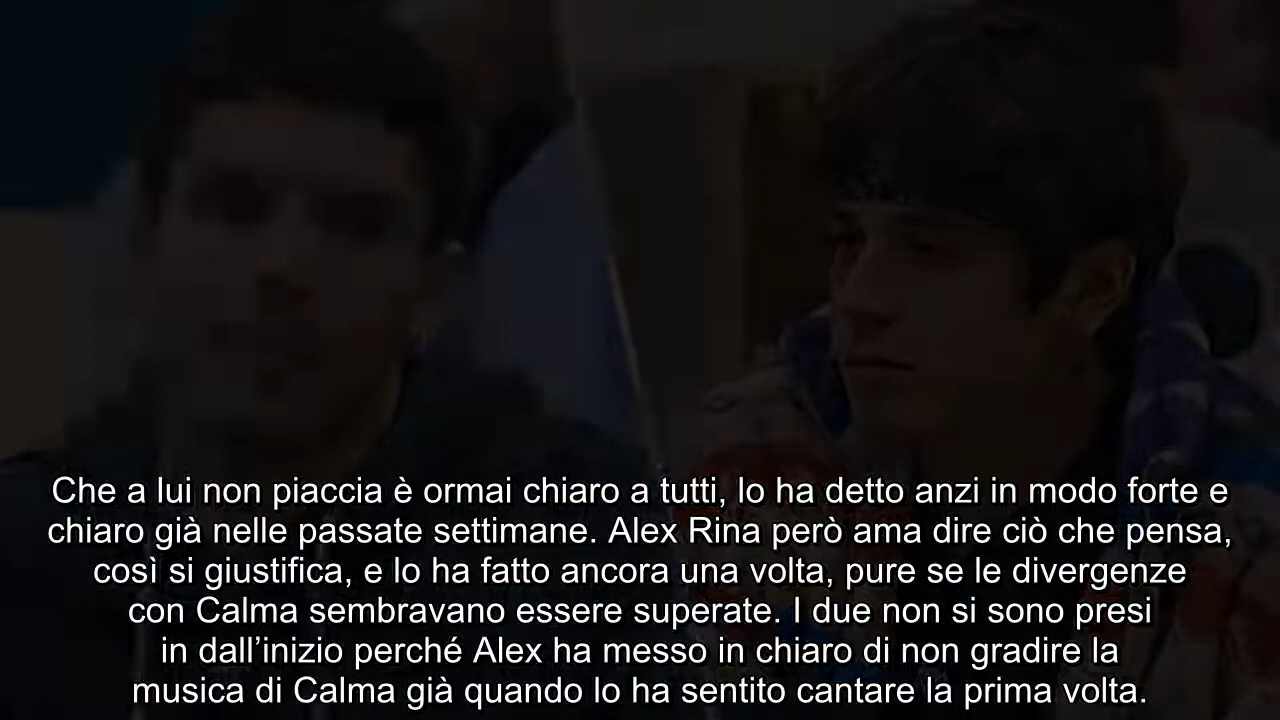 Che a lui non piaccia è ormai chiaro a tutti, lo ha detto anzi in modo forte e
chiaro già nelle passate settimane. Alex Rina però ama dire ciò che pensa,
così si giustifica, e lo ha fatto ancora una volta, pure se le divergenze
con Calma sembravano essere superate. I due non si sono presi
in dall’inizio perché Alex ha messo in chiaro di non gradire la
musica di Calma già quando lo ha sentito cantare la prima volta.